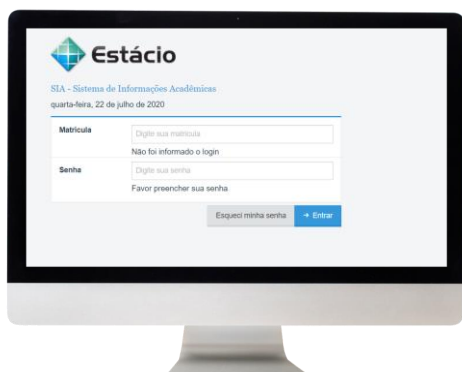 Estácio
SIA - Sistema de Informações Acadêmicas
quarta-feira, 22 de julho de 2020
Matrícula
Digite sua matrícula
Não foi informado o login
Senha
Digite sua senha
Favor preencher sua senha
Esqueci minha senha
→ Entrar